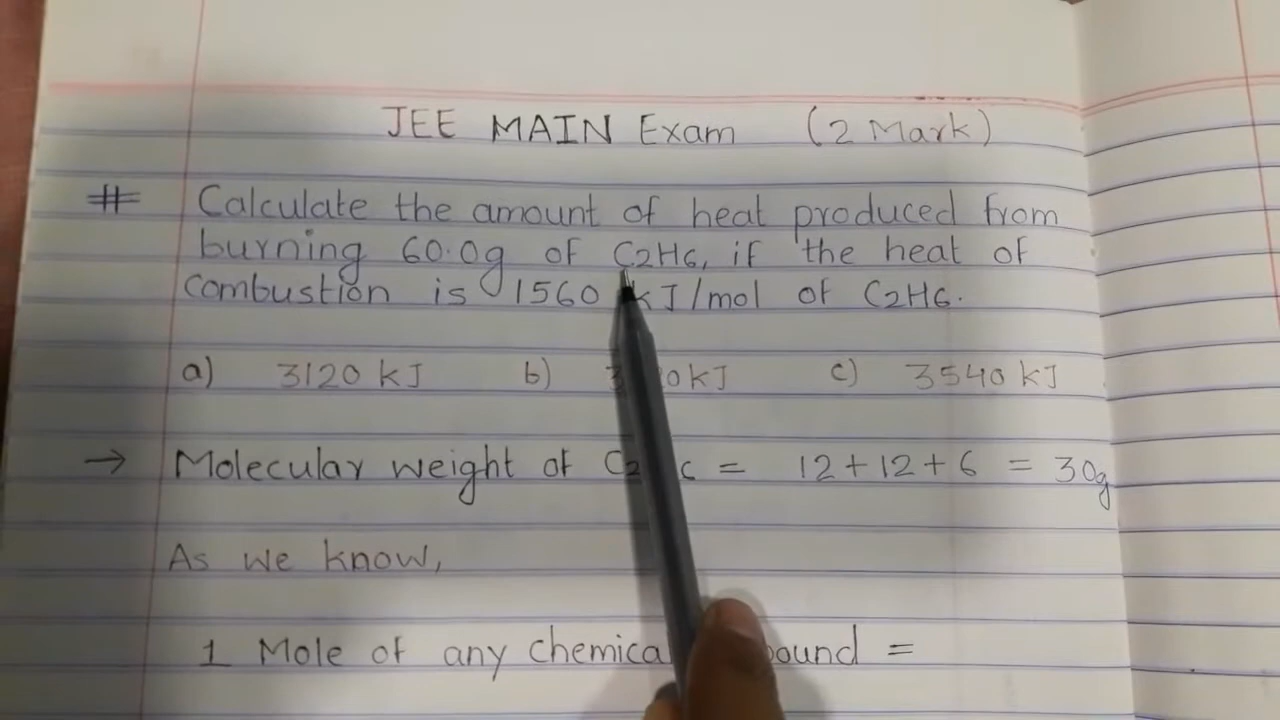 JEE MAIN Exam (2 Mark)
# Calculate the amount of heat produced from
burning 60.0g of C2H6, if the heat of
combustion is 1560 kJ/mol of C2H6.
a) 3120 kJ b) kJ c) 3540 kJ
→ Molecular weight of = 12+12+6 = 30g
As we know,
1 Mole of any =